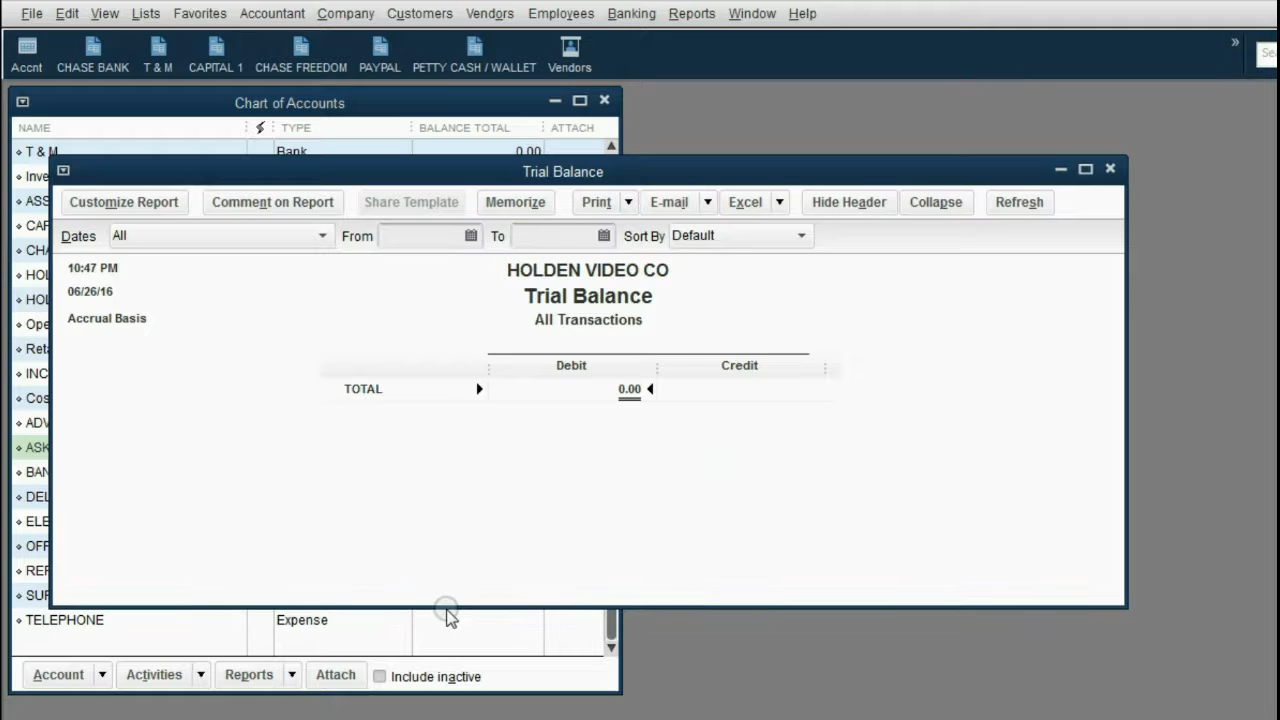 File Edit View Lists Favorites Accountant Company Customers Vendors Employees Banking Reports Window Help
Accnt CHASE BANK T & M CAPITAL 1 CHASE FREEDOM PAYPAL PETTY CASH / WALLET Vendors » Sea
Chart of Accounts
NAME TYPE BALANCE TOTAL ATTACH
T & M Bank 0.00
Trial Balance
Customize Report Comment on Report Share Template Memorize Print E-mail Excel Hide Header Collapse Refresh
Dates All From To Sort By Default
10:47 PM
06/26/16
Accrual Basis
HOLDEN VIDEO CO
Trial Balance
All Transactions
Debit Credit
TOTAL 0.00
Inve
ASS
CAF
CHA
HOL
HOL
Ope
Reta
INC
Cos
ADV
ASK
BAN
DEL
ELE
OFF
REF
SUF
TELEPHONE Expense
Account Activities Reports Attach Include inactive